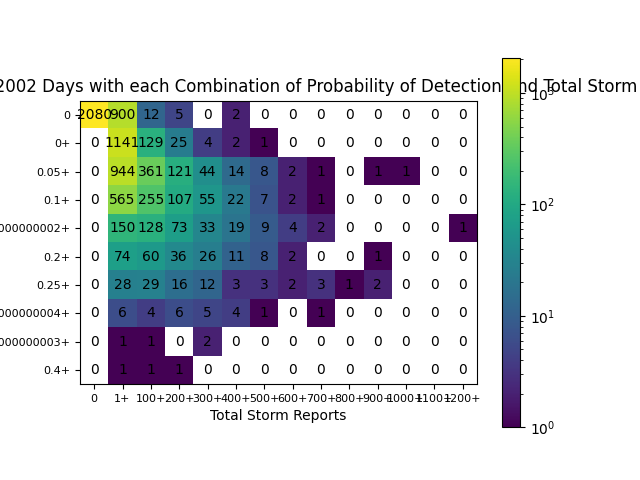 2002 Days with each Combination of Probability of Detection and Total Storm
0 2080 900 12 5 0 2 0 0 0 0 0 0 0 0
0+ 0 1141 129 25 4 2 1 0 0 0 0 0 0 0
0.05+ 0 944 361 121 44 14 8 2 1 0 1 1 0 0
0.1+ 0 565 255 107 55 22 7 2 1 0 0 0 0 0
000000002+ 0 150 128 73 33 19 9 4 2 0 0 0 0 1
0.2+ 0 74 60 36 26 11 8 2 0 0 1 0 0 0
0.25+ 0 28 29 16 12 3 3 2 3 1 2 0 0 0
000000004+ 0 6 4 6 5 4 1 0 1 0 0 0 0 0
000000003+ 0 1 1 0 2 0 0 0 0 0 0 0 0 0
0.4+ 0 1 1 1 0 0 0 0 0 0 0 0 0 0
0 1+ 100+ 200+ 300+ 400+ 500+ 600+ 700+ 800+ 900+ 1000+ 1100+ 1200+
Total Storm Reports
10³
10²
10¹
10⁰